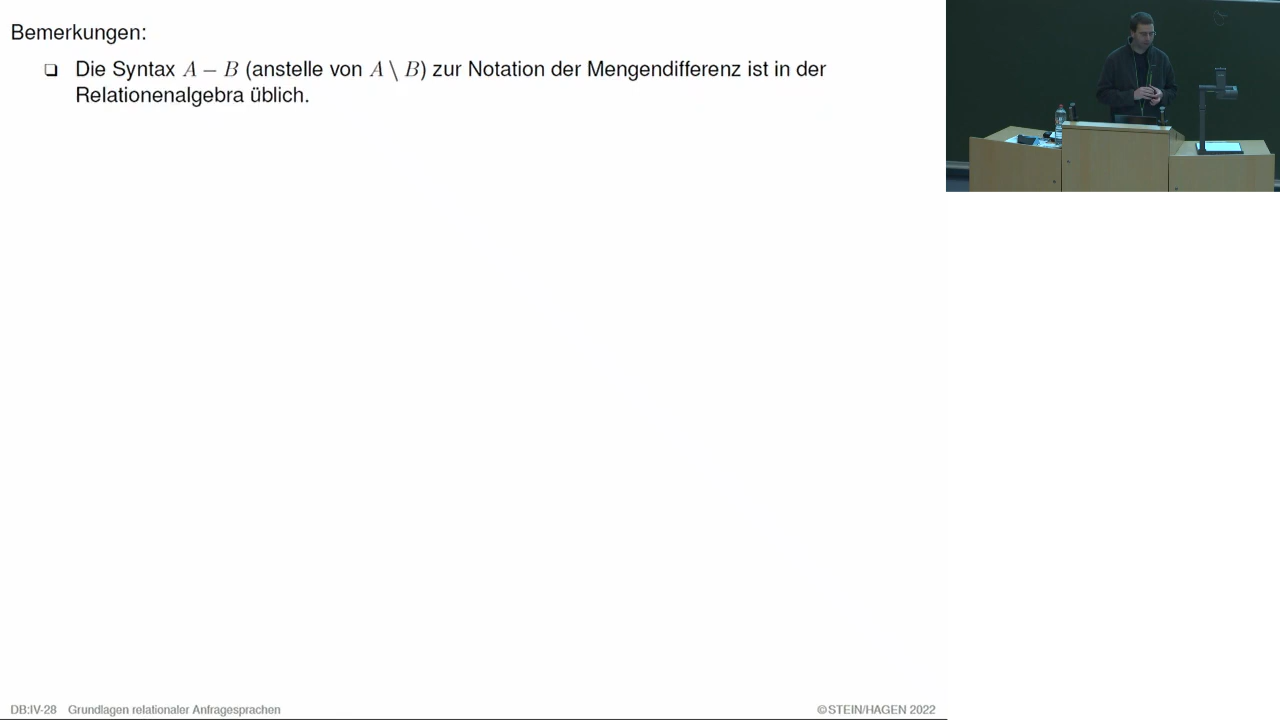 Bemerkungen:
❑ Die Syntax A − B (anstelle von A \ B) zur Notation der Mengendifferenz ist in der
Relationenalgebra üblich.
DB:IV-28 Grundlagen relationaler Anfragesprachen ©STEIN/HAGEN 2022